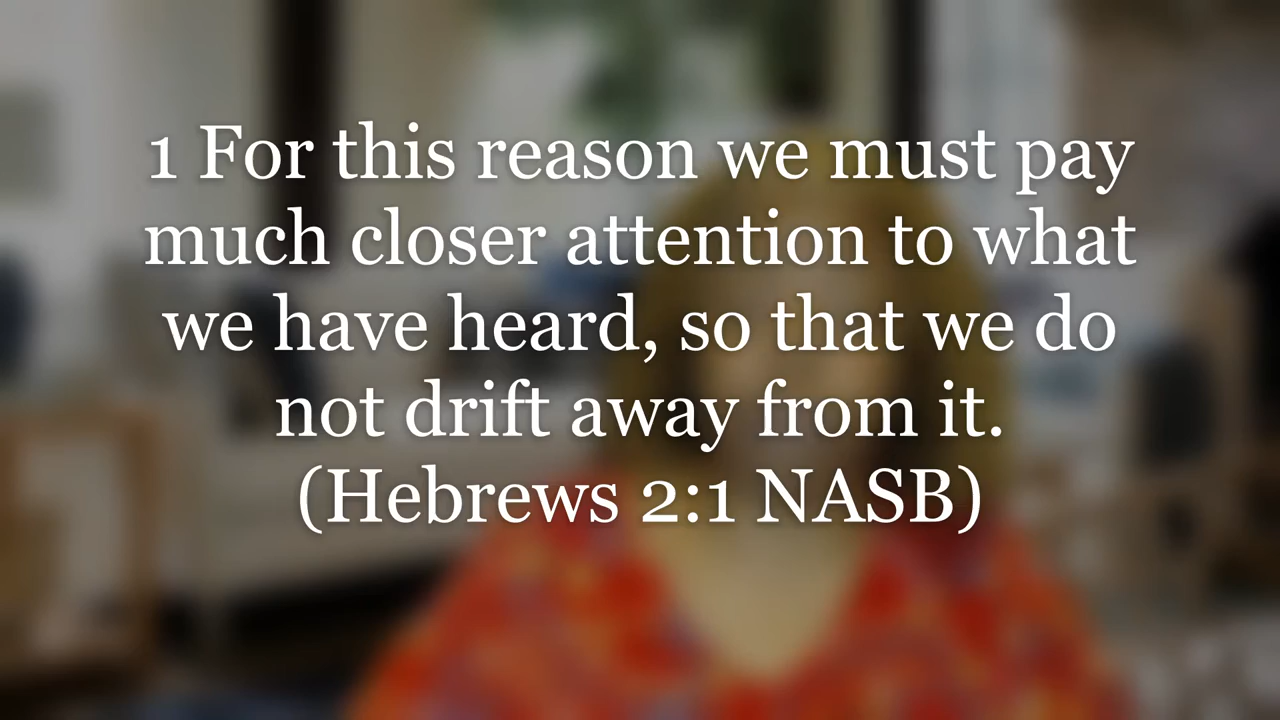 1 For this reason we must pay
much closer attention to what
we have heard, so that we do
not drift away from it.
(Hebrews 2:1 NASB)